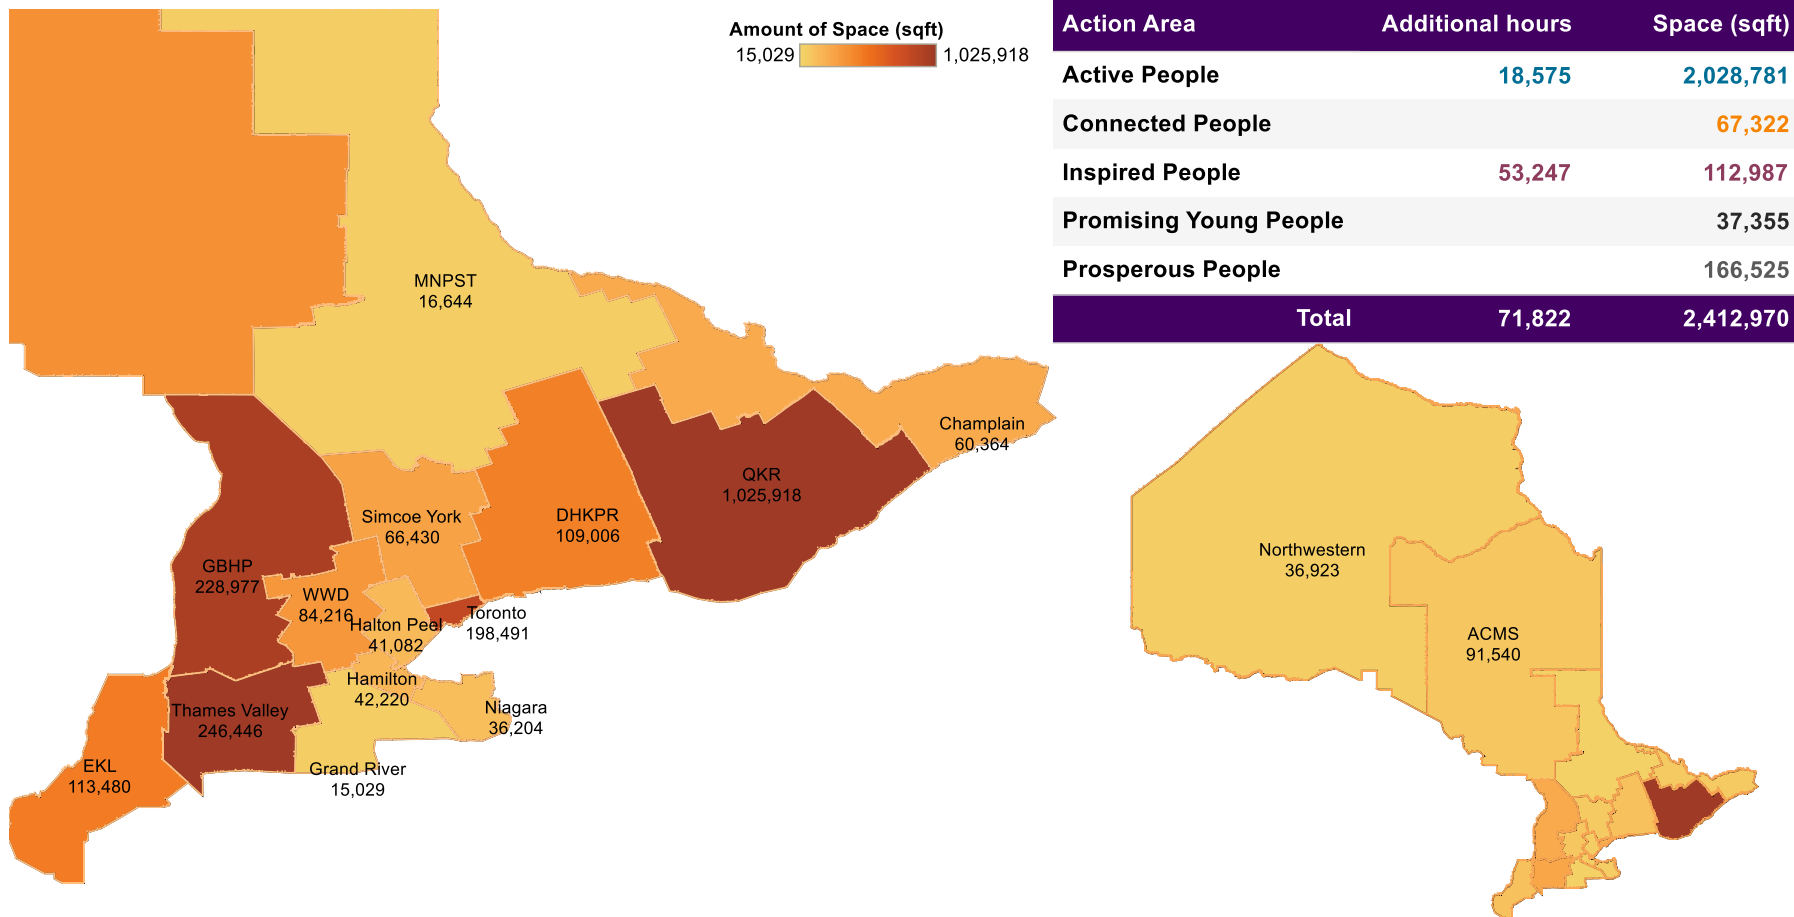 Amount of Space (sqft)
15,029 1,025,918
Action Area Additional hours Space (sqft)
Active People 18,575 2,028,781
Connected People 67,322
Inspired People 53,247 112,987
Promising Young People 37,355
Prosperous People 166,525
Total 71,822 2,412,970
MNPST
16,644
Champlain
60,364
QKR
1,025,918
Simcoe York
66,430
DHKPR
109,006
GBHP
228,977
WWD
84,216
Halton Peel
41,082
Toronto
198,491
Hamilton
42,220
Niagara
36,204
Thames Valley
246,446
EKL
113,480
Grand River
15,029
Northwestern
36,923
ACMS
91,540